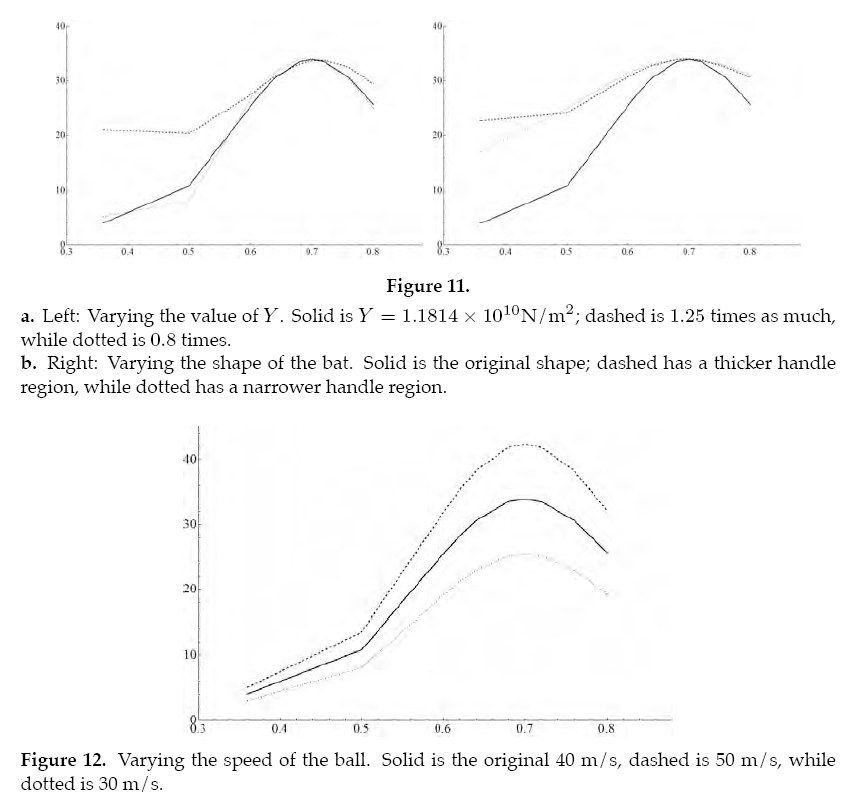 40
30
20
10
0
0.3 0.4 0.5 0.6 0.7 0.8
40
30
20
10
0
0.3 0.4 0.5 0.6 0.7 0.8
Figure 11.
a. Left: Varying the value of Y. Solid is Y = 1.1814 × 10¹⁰N/m²; dashed is 1.25 times as much,
while dotted is 0.8 times.
b. Right: Varying the shape of the bat. Solid is the original shape; dashed has a thicker handle
region, while dotted has a narrower handle region.
40
30
20
10
0
0.3 0.4 0.5 0.6 0.7 0.8
Figure 12. Varying the speed of the ball. Solid is the original 40 m/s, dashed is 50 m/s, while
dotted is 30 m/s.